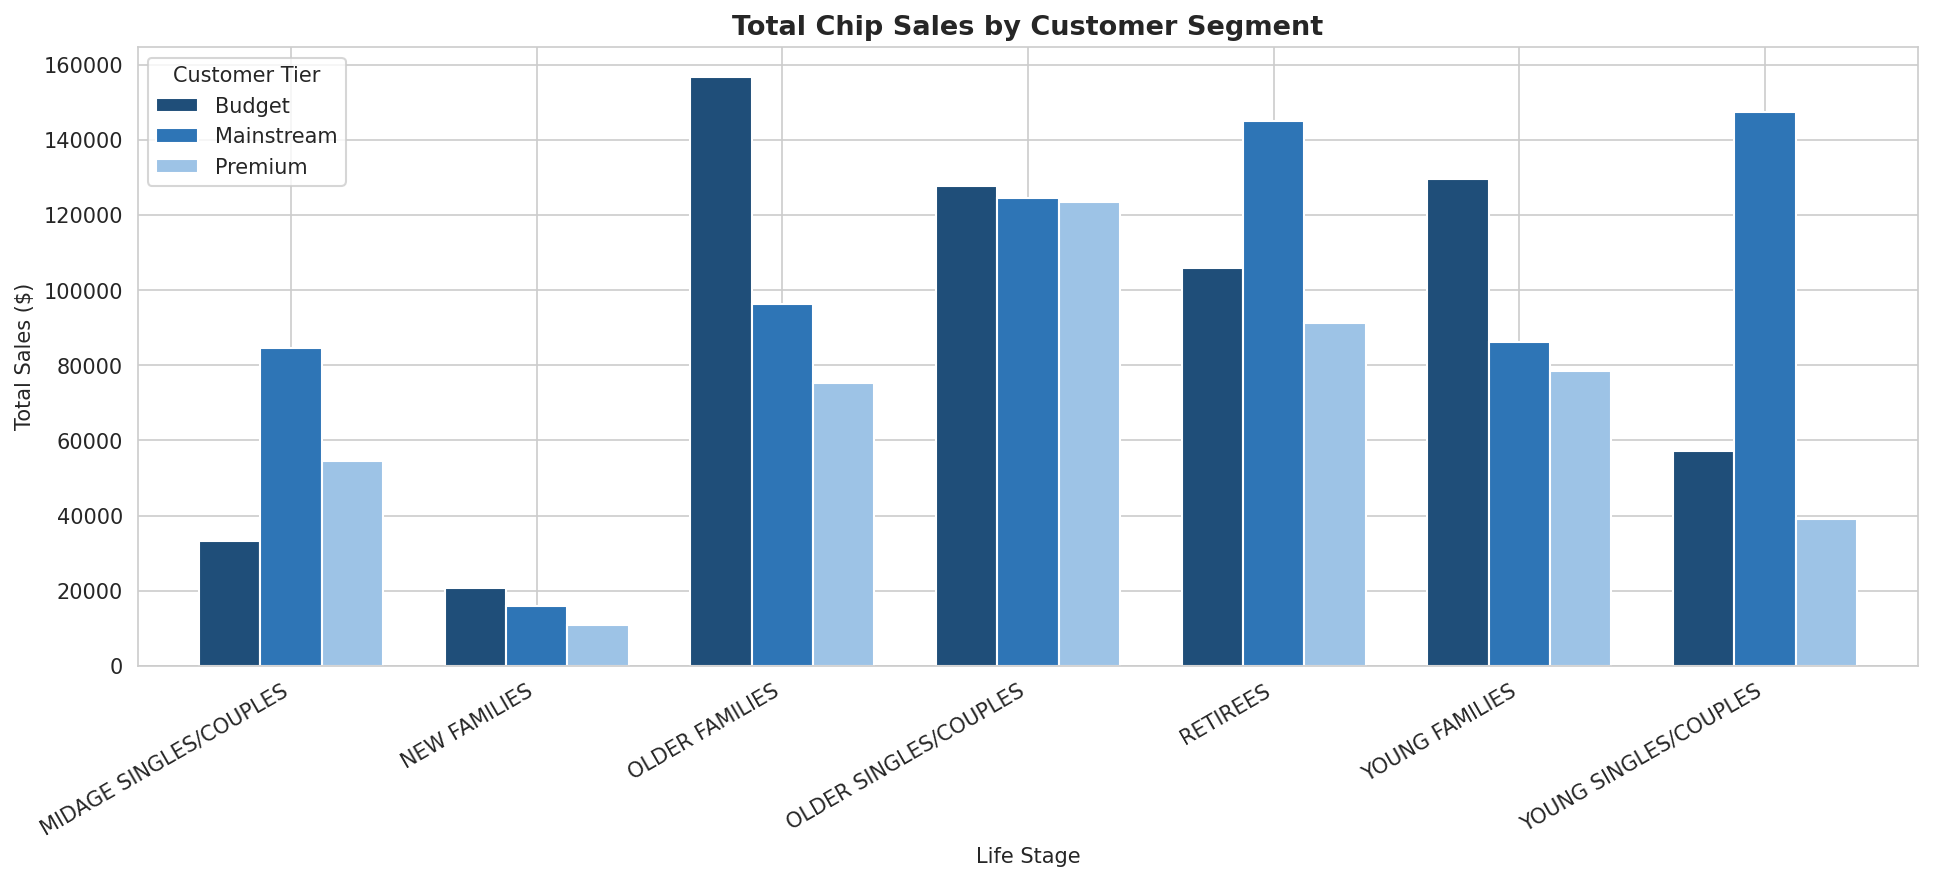 Total Chip Sales by Customer Segment
Customer Tier
Budget
Mainstream
Premium
Total Sales ($)
160000
140000
120000
100000
80000
60000
40000
20000
0
MIDAGE SINGLES/COUPLES
NEW FAMILIES
OLDER FAMILIES
OLDER SINGLES/COUPLES
RETIREES
YOUNG FAMILIES
YOUNG SINGLES/COUPLES
Life Stage